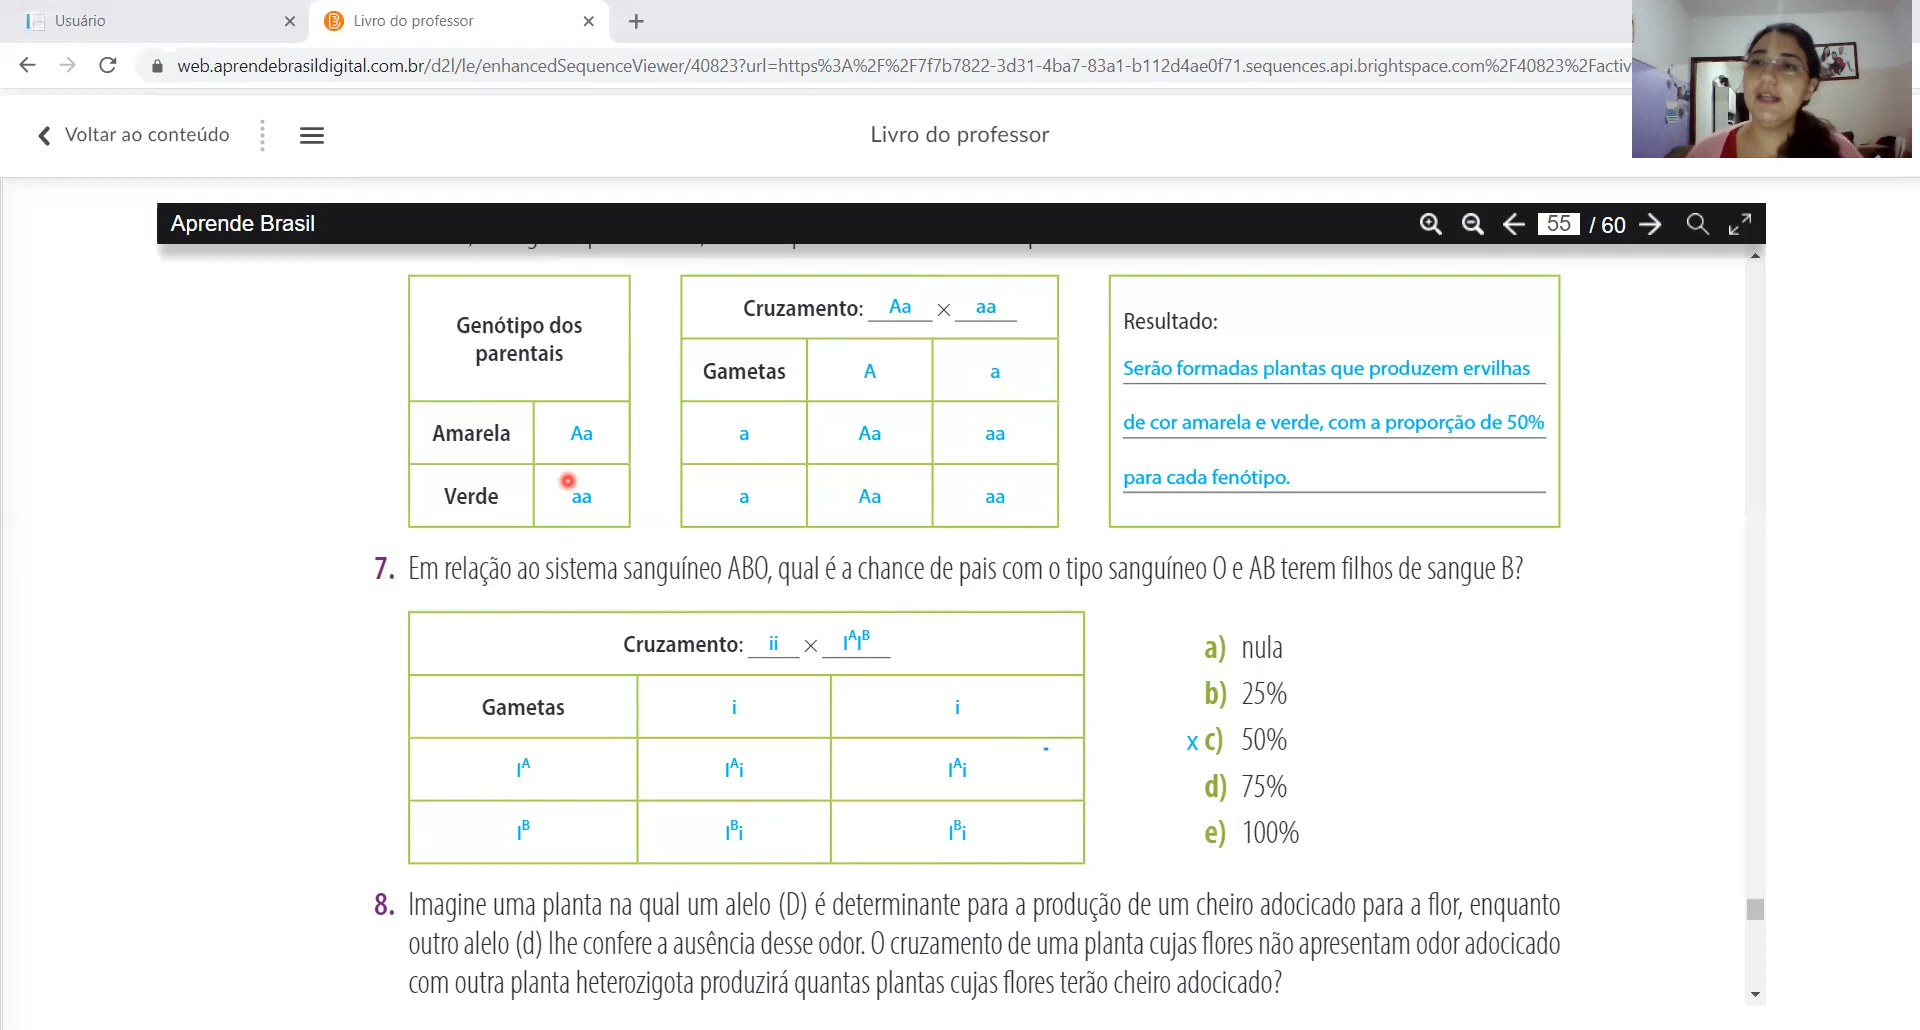 Usuário
Livro do professor
web.aprendebrasildigital.com.br/d2l/le/enhancedSequenceViewer/40823?url=https%3A%2F%2F7f7b7822-3d31-4ba7-83a1-b112d4ae0f71.sequences.api.brightspace.com%2F40823%2Factiv
Voltar ao conteúdo
Livro do professor
Aprende Brasil
55 / 60
Genótipo dos
parentais
Amarela Aa
Verde aa
Cruzamento: Aa × aa
Gametas A a
a Aa aa
a Aa aa
Resultado:
Serão formadas plantas que produzem ervilhas
de cor amarela e verde, com a proporção de 50%
para cada fenótipo.
7. Em relação ao sistema sanguíneo ABO, qual é a chance de pais com o tipo sanguíneo O e AB terem filhos de sangue B?
Cruzamento: ii × IᴬIᴮ
Gametas i i
Iᴬ Iᴬi Iᴬi
Iᴮ Iᴮi Iᴮi
a) nula
b) 25%
x c) 50%
d) 75%
e) 100%
8. Imagine uma planta na qual um alelo (D) é determinante para a produção de um cheiro adocicado para a flor, enquanto
outro alelo (d) lhe confere a ausência desse odor. O cruzamento de uma planta cujas flores não apresentam odor adocicado
com outra planta heterozigota produzirá quantas plantas cujas flores terão cheiro adocicado?